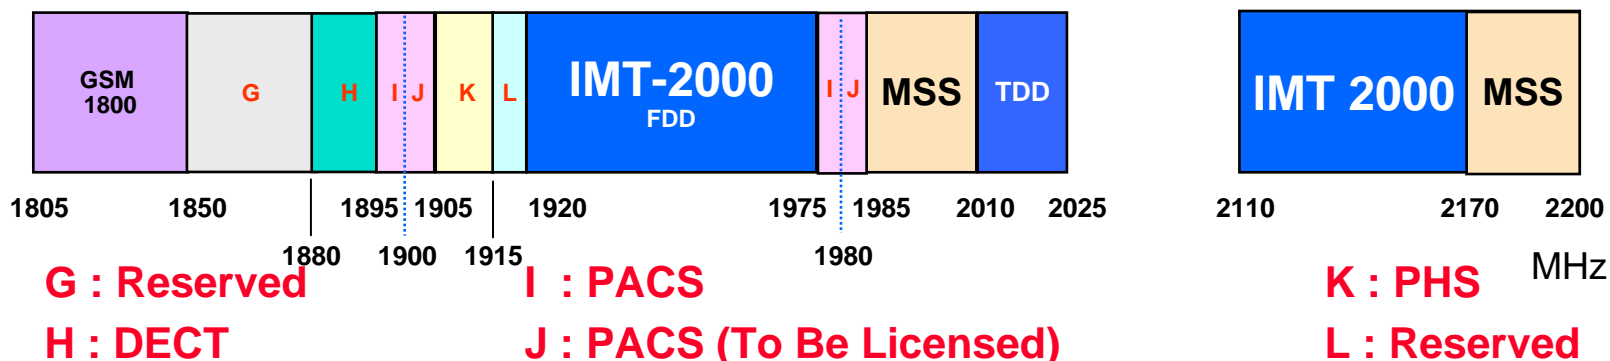 GSM
1800
G
H
I J
K
L
IMT-2000
FDD
I J
MSS
TDD
IMT 2000
MSS
1805 1850 1895 1905 1920 1975 1985 2010 2025 2110 2170 2200
1880 1900 1915 1980 MHz
G : Reserved I : PACS K : PHS
H : DECT J : PACS (To Be Licensed) L : Reserved